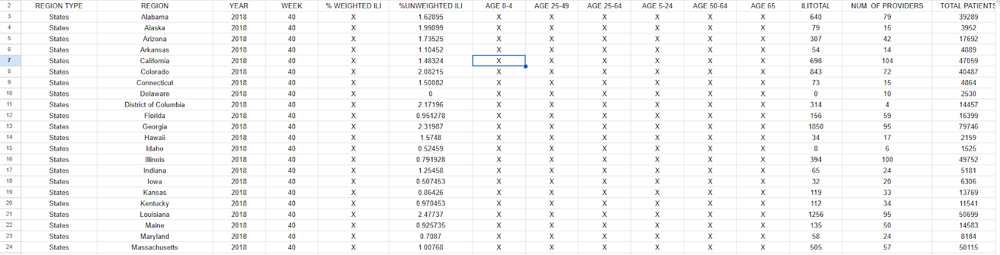 2 REGION TYPE REGION YEAR WEEK % WEIGHTED ILI %UNWEIGHTED ILI AGE 0-4 AGE 25-49 AGE 25-64 AGE 5-24 AGE 50-64 AGE 65 ILITOTAL NUM. OF PROVIDERS TOTAL PATIENTS
3 States Alabama 2018 40 X 1.62895 X X X X X X 640 79 39289
4 States Alaska 2018 40 X 1.99899 X X X X X X 79 15 3952
5 States Arizona 2018 40 X 1.73525 X X X X X X 307 42 17692
6 States Arkansas 2018 40 X 1.10452 X X X X X X 54 14 4889
7 States California 2018 40 X 1.48324 X X X X X X 698 104 47059
8 States Colorado 2018 40 X 2.08215 X X X X X X 843 72 40487
9 States Connecticut 2018 40 X 1.50082 X X X X X X 73 15 4864
10 States Delaware 2018 40 X 0 X X X X X X 0 10 2530
11 States District of Columbia 2018 40 X 2.17196 X X X X X X 314 4 14457
12 States Florida 2018 40 X 0.951278 X X X X X X 156 59 16399
13 States Georgia 2018 40 X 2.31987 X X X X X X 1850 95 79746
14 States Hawaii 2018 40 X 1.5748 X X X X X X 34 17 2159
15 States Idaho 2018 40 X 0.52459 X X X X X X 8 6 1525
16 States Illinois 2018 40 X 0.791928 X X X X X X 394 100 49752
17 States Indiana 2018 40 X 1.25458 X X X X X X 65 24 5181
18 States Iowa 2018 40 X 0.507453 X X X X X X 32 20 6306
19 States Kansas 2018 40 X 0.86426 X X X X X X 119 33 13769
20 States Kentucky 2018 40 X 0.970453 X X X X X X 112 34 11541
21 States Louisiana 2018 40 X 2.47737 X X X X X X 1256 95 50699
22 States Maine 2018 40 X 0.925735 X X X X X X 135 50 14583
23 States Maryland 2018 40 X 0.7087 X X X X X X 58 24 8184
24 States Massachusetts 2018 40 X 1.00768 X X X X X X 505 57 50115